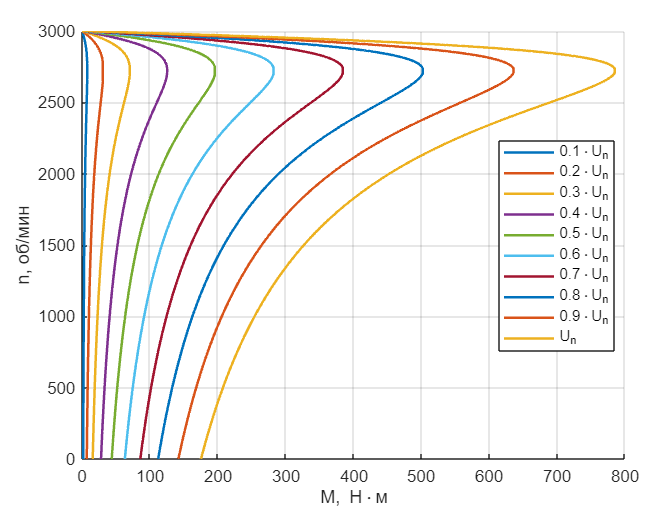 3000
2500
2000
1500
1000
500
0
n, об/мин
0.1 · Uₙ
0.2 · Uₙ
0.3 · Uₙ
0.4 · Uₙ
0.5 · Uₙ
0.6 · Uₙ
0.7 · Uₙ
0.8 · Uₙ
0.9 · Uₙ
Uₙ
0 100 200 300 400 500 600 700 800
М, Н · м